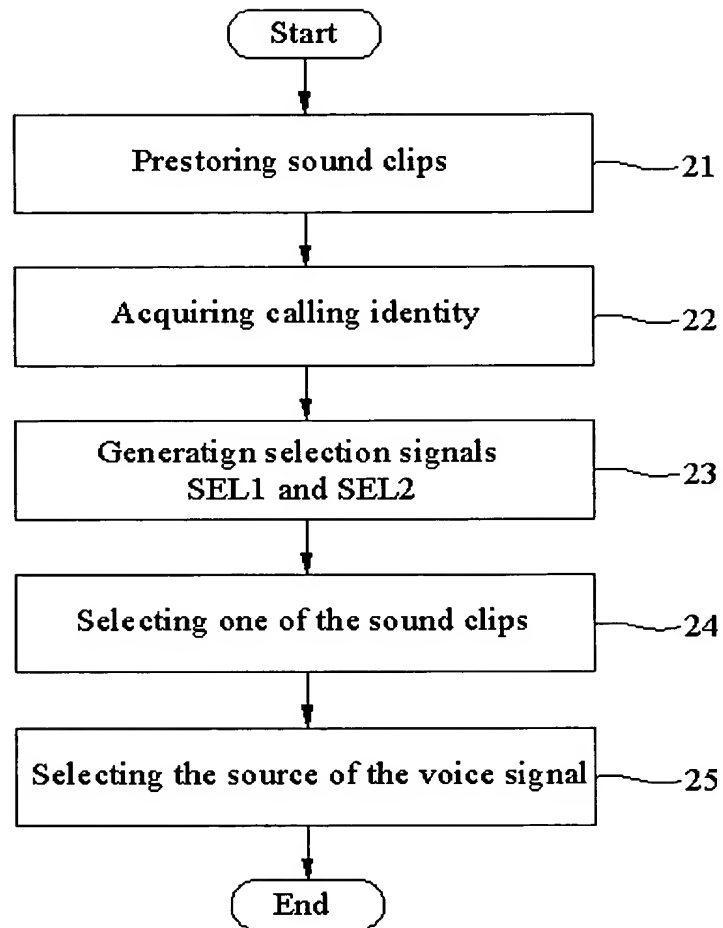 Start
Prestoring sound clips
21
Acquiring calling identity
22
Generatign selection signals
SEL1 and SEL2
23
Selecting one of the sound clips
24
Selecting the source of the voice signal
25
End